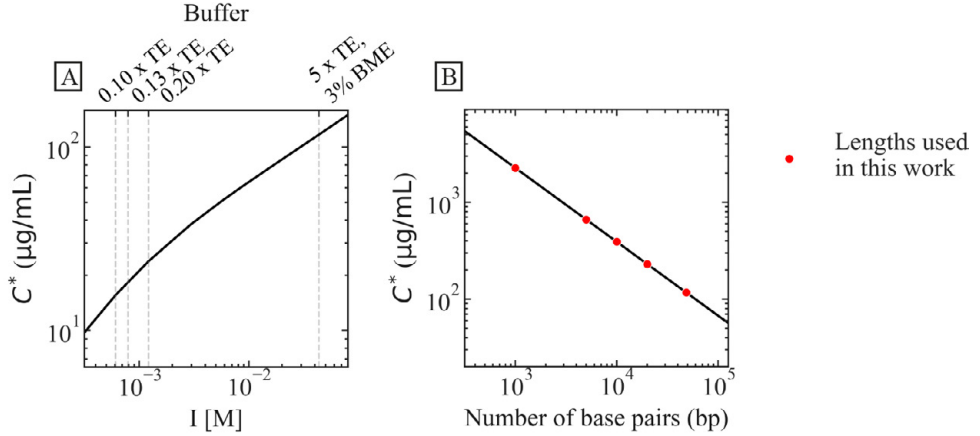 Buffer
A
0.10 x TE
0.13 x TE
0.20 x TE
5 x TE,
3% BME
10²
10¹
C* (µg/mL)
10⁻³
10⁻²
I [M]
B
10³
10²
C* (µg/mL)
10³
10⁴
10⁵
Number of base pairs (bp)
Lengths used
in this work